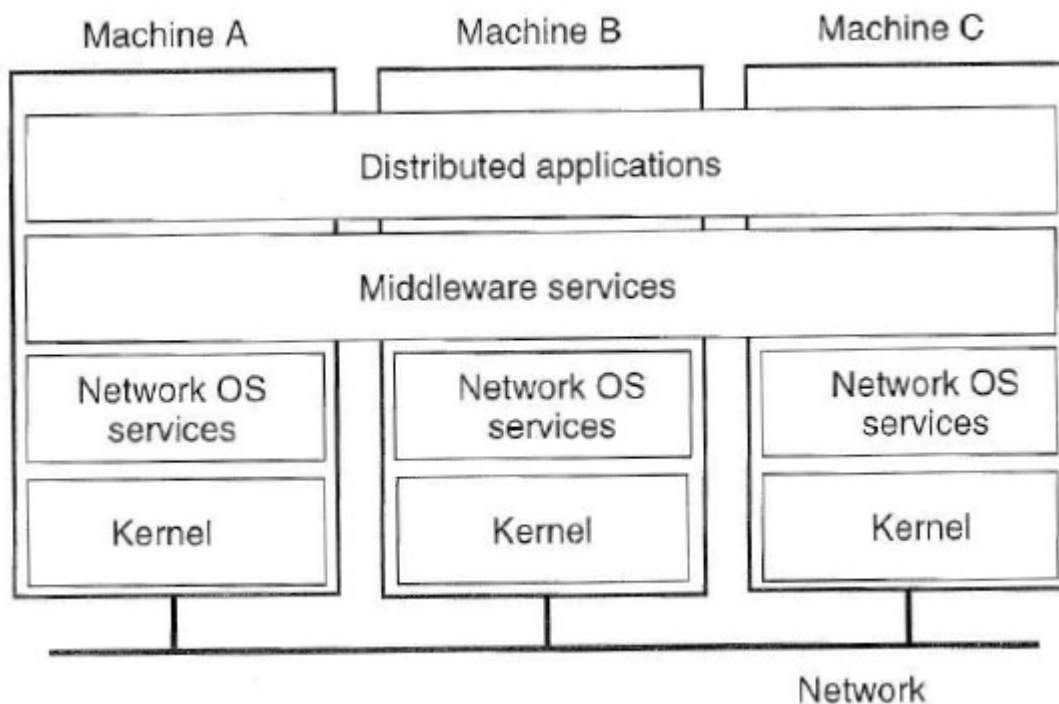 Machine A
Machine B
Machine C
Distributed applications
Middleware services
Network OS
services
Network OS
services
Network OS
services
Kernel
Kernel
Kernel
Network